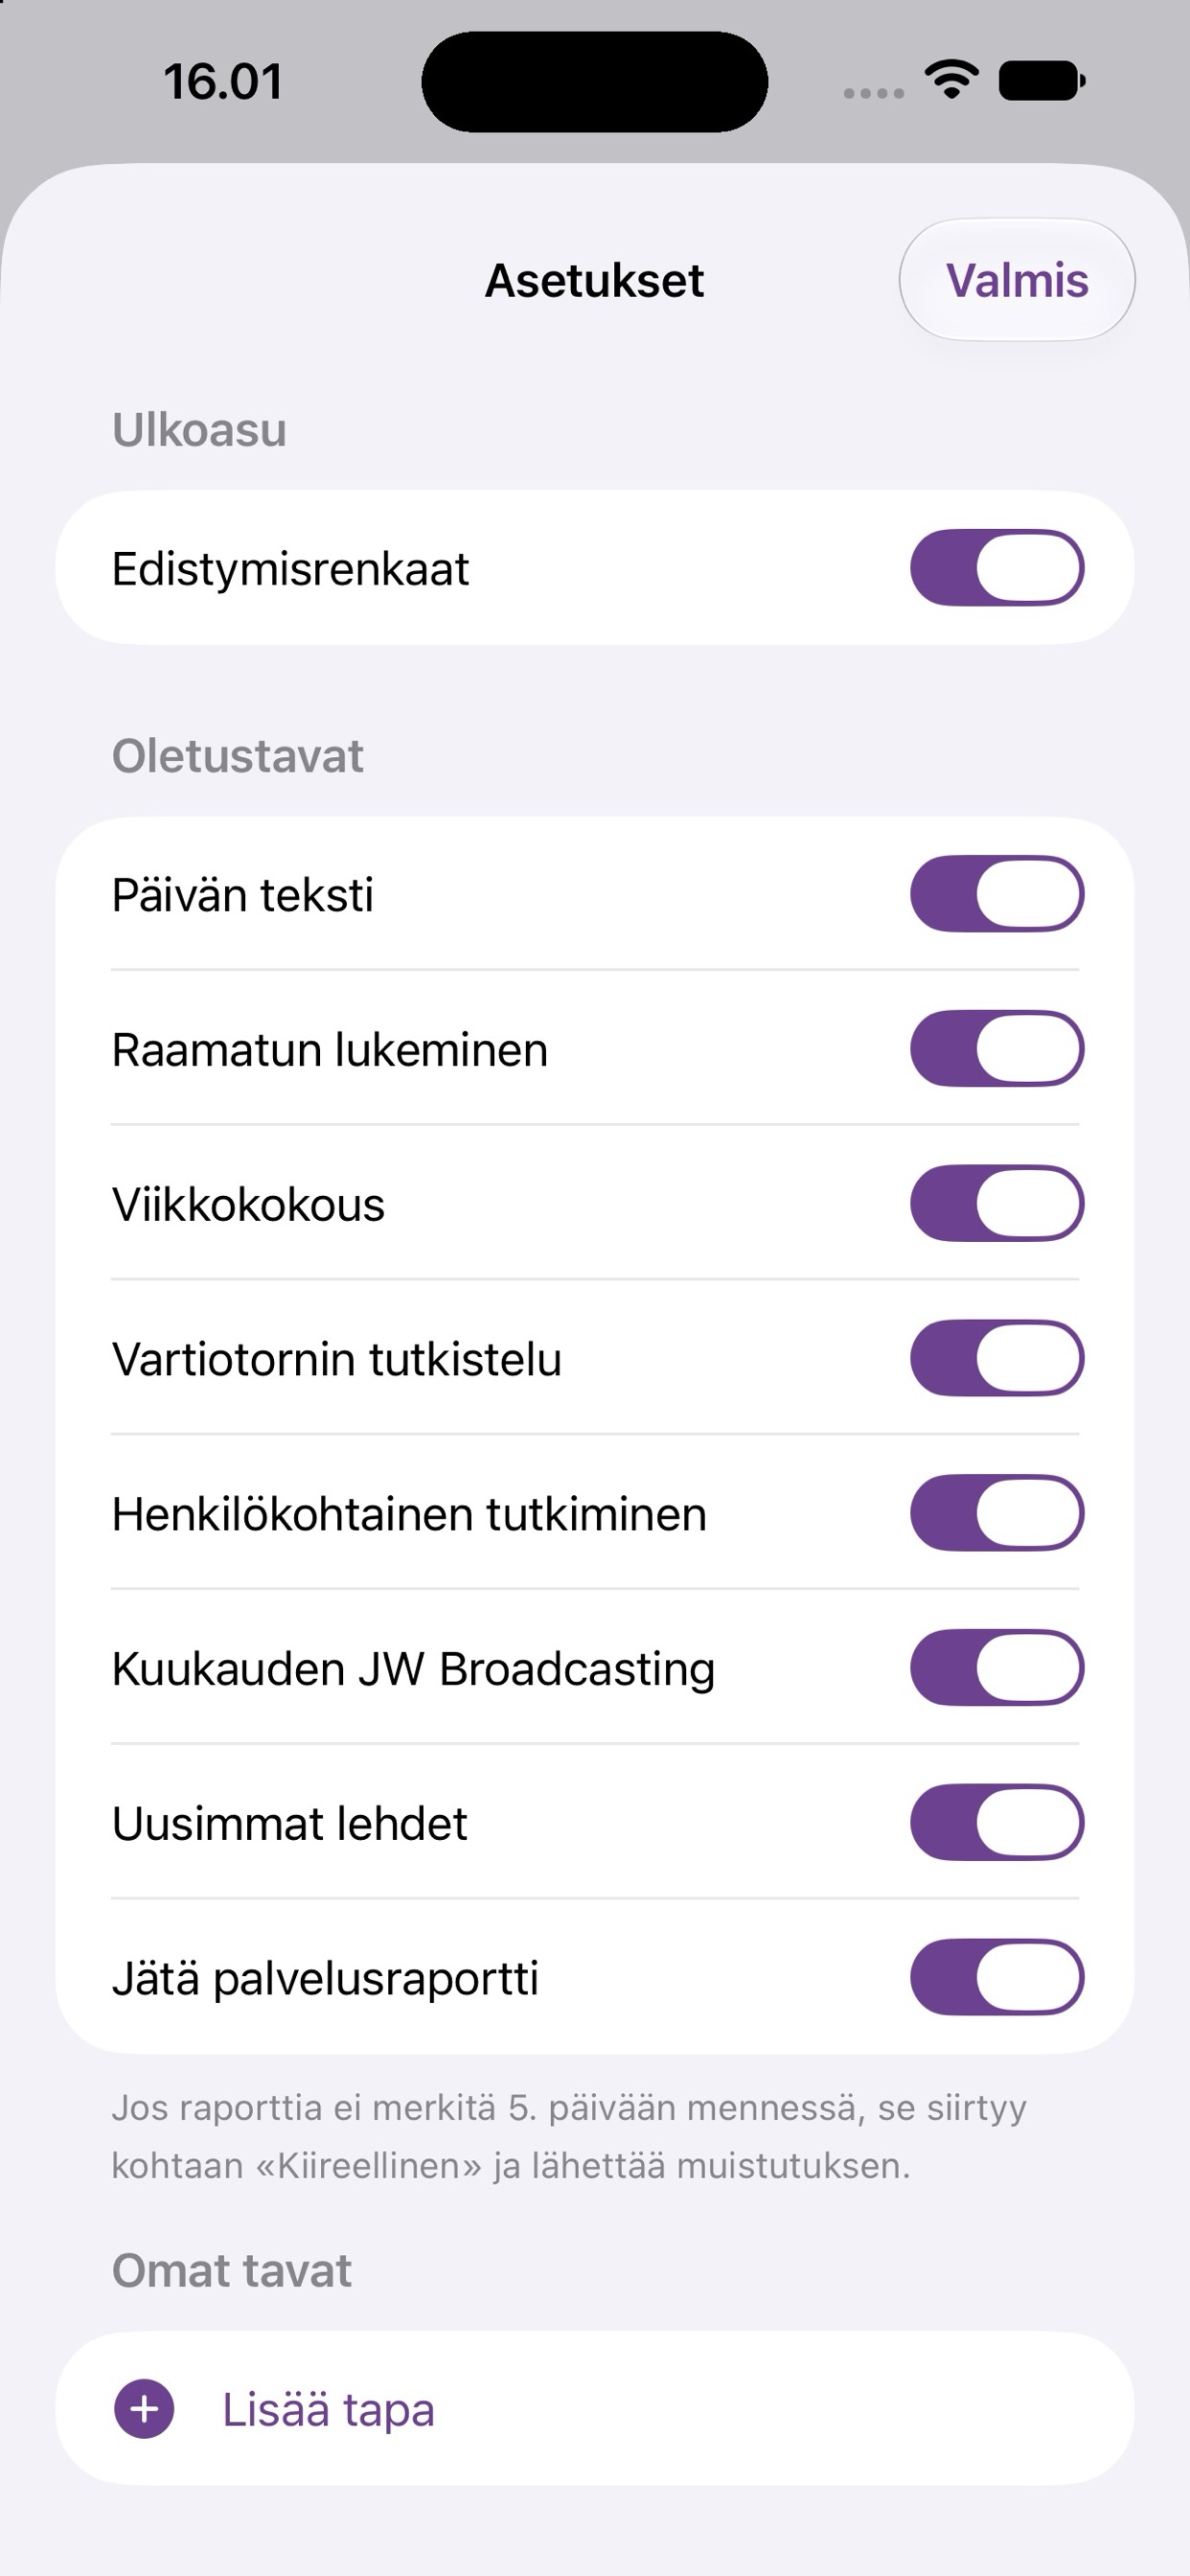 16.01
Asetukset
Valmis
Ulkoasu
Edistymisrenkaat
Oletustavat
Päivän teksti
Raamatun lukeminen
Viikkokokous
Vartiotornin tutkistelu
Henkilökohtainen tutkiminen
Kuukauden JW Broadcasting
Uusimmat lehdet
Jätä palvelusraportti
Jos raporttia ei merkitä 5. päivään mennessä, se siirtyy
kohtaan «Kiireellinen» ja lähettää muistutuksen.
Omat tavat
Lisää tapa